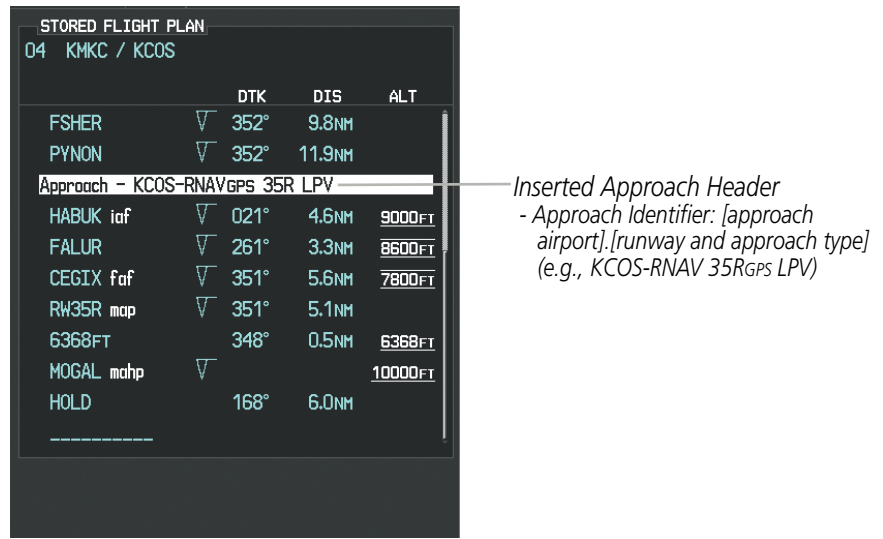 STORED FLIGHT PLAN
04 KMKC / KCOS
DTK DIS ALT
FSHER 352° 9.8NM
PYNON 352° 11.9NM
Approach - KCOS-RNAVGPS 35R LPV
HABUK iaf 021° 4.6NM 9000FT
FALUR 261° 3.3NM 8600FT
CEGIX faf 351° 5.6NM 7800FT
RW35R map 351° 5.1NM
6368FT 348° 0.5NM 6368FT
MOGAL mahp 10000FT
HOLD 168° 6.0NM
__________
Inserted Approach Header
- Approach Identifier: [approach
airport].[runway and approach type]
(e.g., KCOS-RNAV 35RGPS LPV)